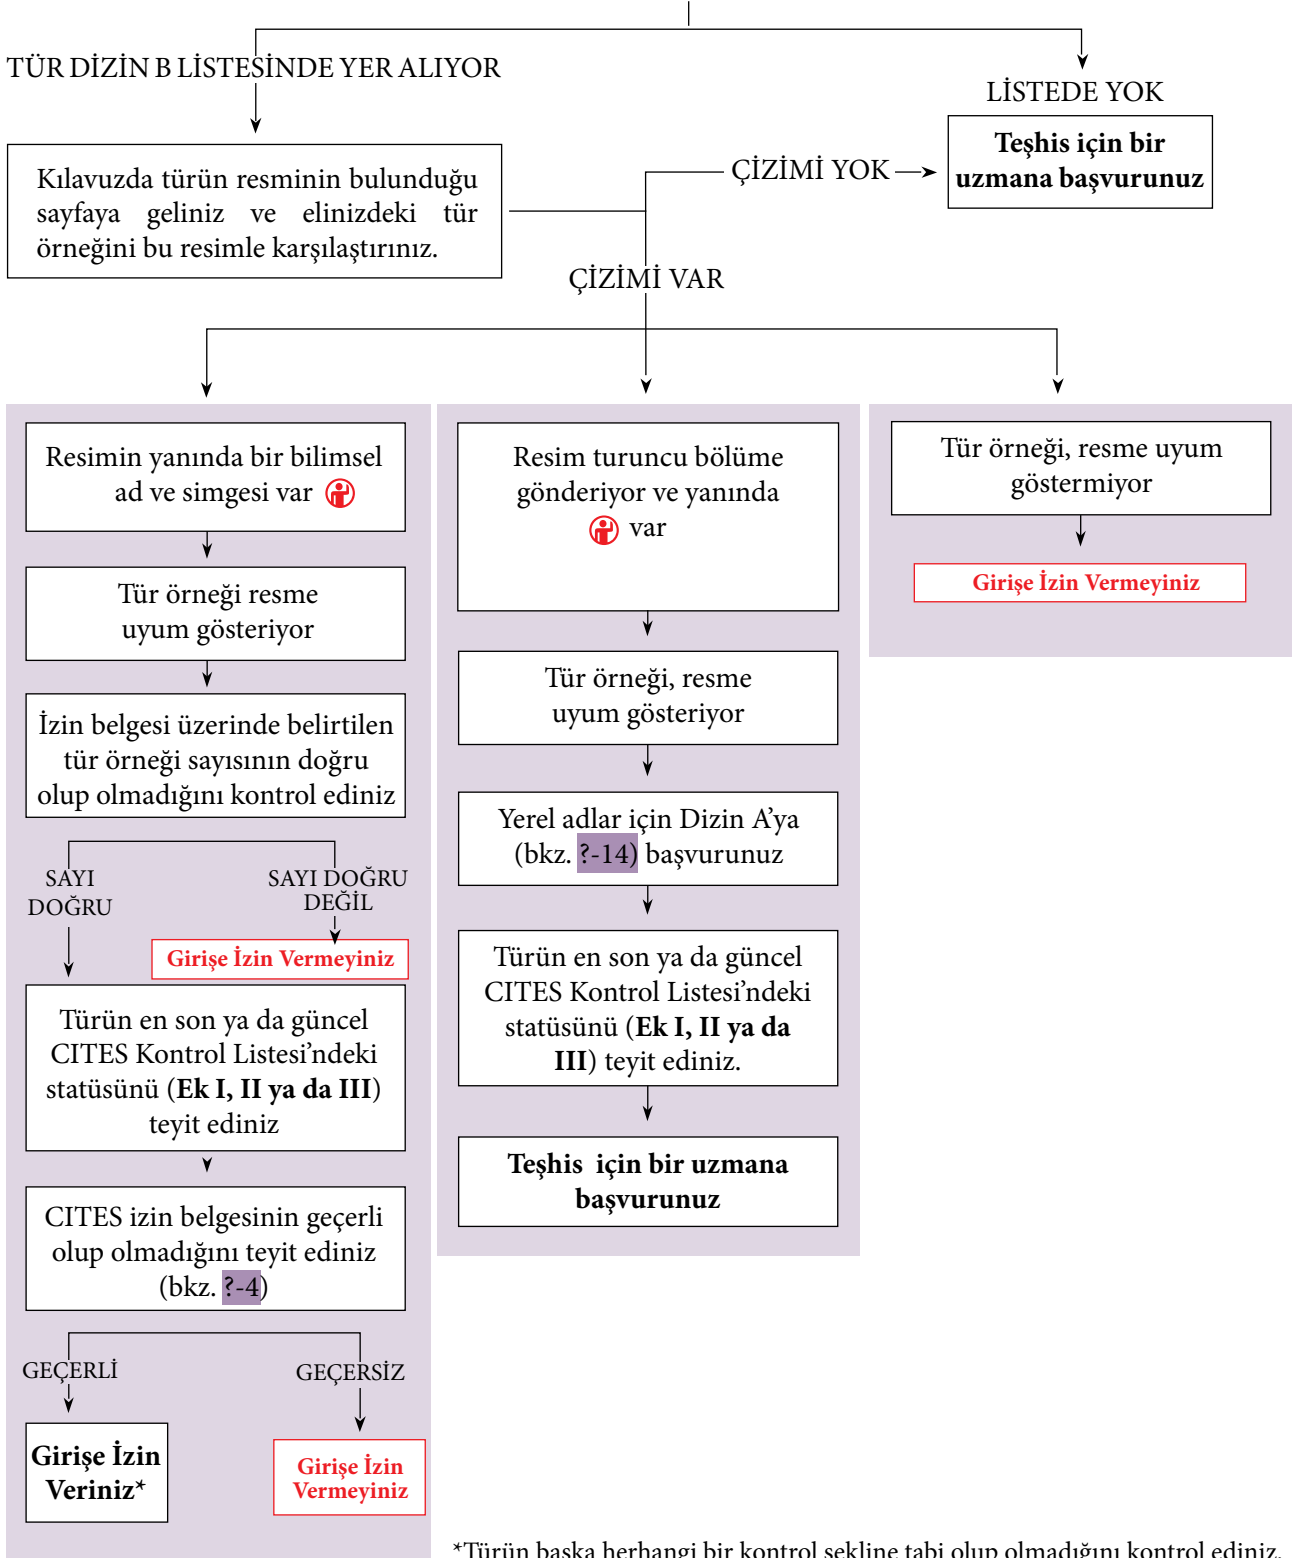 TÜR DİZİN B LİSTESİNDE YER ALIYOR
LİSTEDE YOK
Teşhis için bir
uzmana başvurunuz
ÇİZİMİ YOK
Kılavuzda türün resminin bulunduğu
sayfaya geliniz ve elinizdeki tür
örneğini bu resimle karşılaştırınız.
ÇİZİMİ VAR
Resimin yanında bir bilimsel
ad ve simgesi var
Tür örneği resme
uyum gösteriyor
İzin belgesi üzerinde belirtilen
tür örneği sayısının doğru
olup olmadığını kontrol ediniz
SAYI
DOĞRU
SAYI DOĞRU
DEĞİL
Girişe İzin Vermeyiniz
Türün en son ya da güncel
CITES Kontrol Listesi’ndeki
statüsünü (Ek I, II ya da III)
teyit ediniz
CITES izin belgesinin geçerli
olup olmadığını teyit ediniz
(bkz. ?-4)
GEÇERLİ
GEÇERSİZ
Girişe İzin
Veriniz*
Girişe İzin
Vermeyiniz
Resim turuncu bölüme
gönderiyor ve yanında
var
Tür örneği, resme
uyum gösteriyor
Yerel adlar için Dizin A’ya
(bkz. ?-14) başvurunuz
Türün en son ya da güncel
CITES Kontrol Listesi’ndeki
statüsünü (Ek I, II ya da
III) teyit ediniz.
Teşhis için bir uzmana
başvurunuz
Tür örneği, resme uyum
göstermiyor
Girişe İzin Vermeyiniz
*Türün başka herhangi bir kontrol şekline tabi olup olmadığını kontrol ediniz.